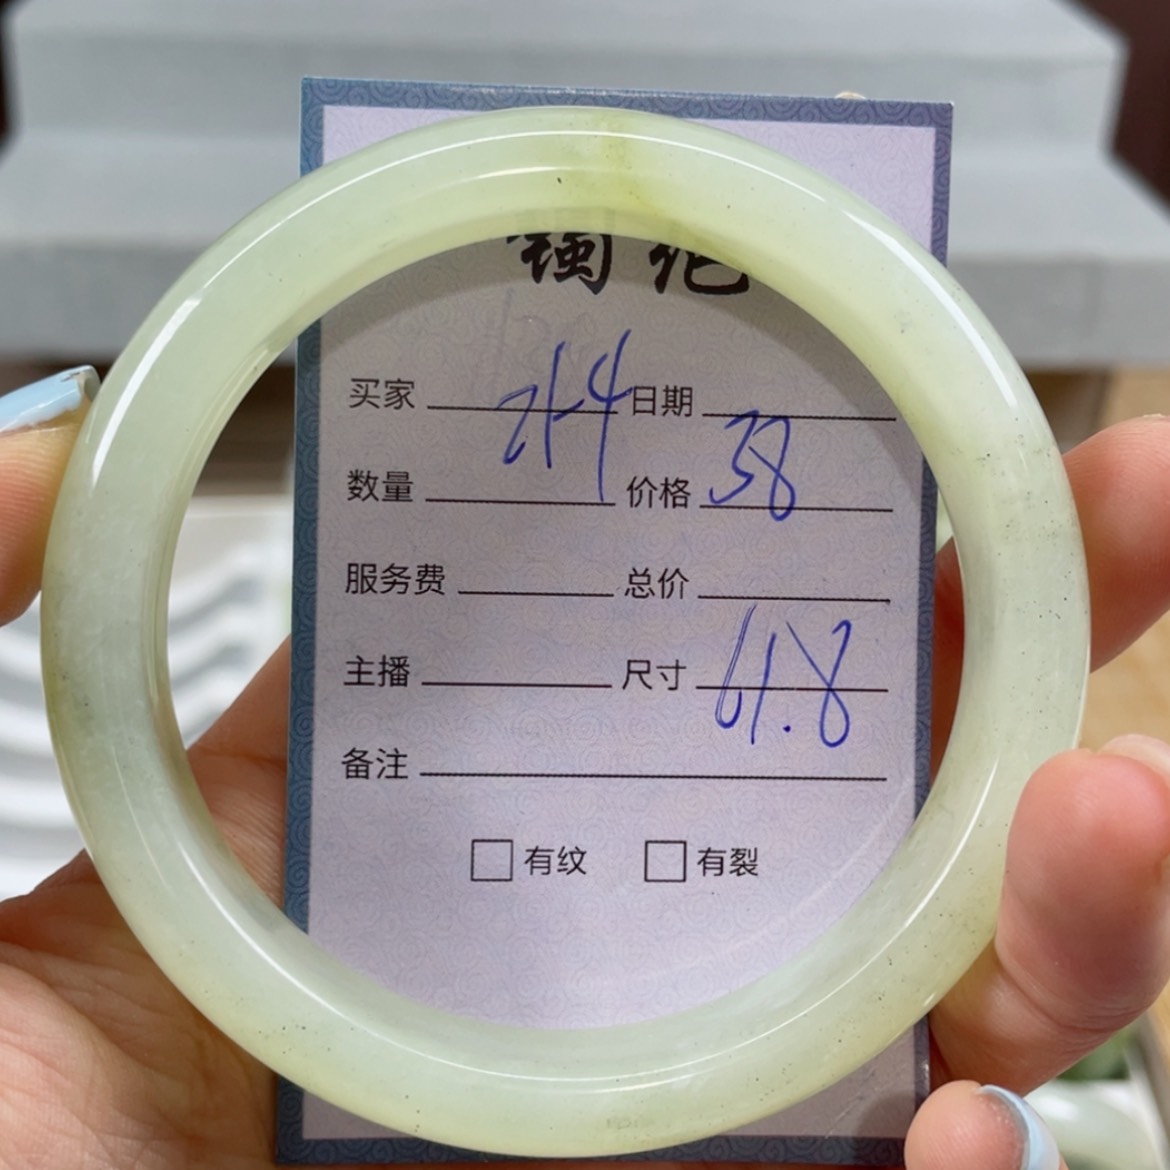 买家 日期
数量 价格 38
服务费 总价
主播 尺寸 61.8
备注
有纹 有裂